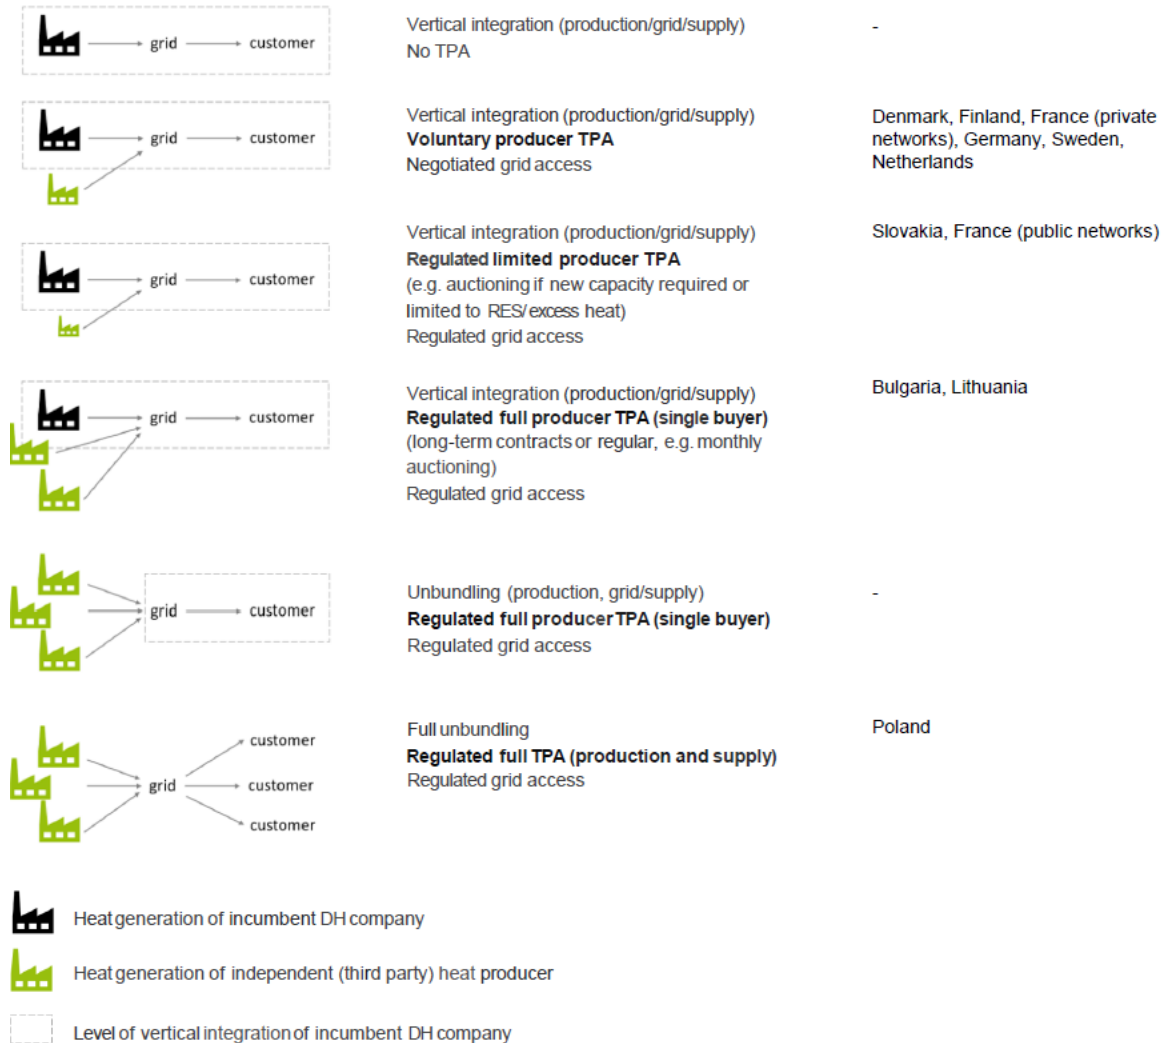 grid
customer
Vertical integration (production/grid/supply)
No TPA
-
grid
customer
Vertical integration (production/grid/supply)
Voluntary producer TPA
Negotiated grid access
Denmark, Finland, France (private
networks), Germany, Sweden,
Netherlands
grid
customer
Vertical integration (production/grid/supply)
Regulated limited producer TPA
(e.g. auctioning if new capacity required or
limited to RES/excess heat)
Regulated grid access
Slovakia, France (public networks)
grid
customer
Vertical integration (production/grid/supply)
Regulated full producer TPA (single buyer)
(long-term contracts or regular, e.g. monthly
auctioning)
Regulated grid access
Bulgaria, Lithuania
grid
customer
Unbundling (production, grid/supply)
Regulated full producer TPA (single buyer)
Regulated grid access
-
grid
customer
customer
customer
Full unbundling
Regulated full TPA (production and supply)
Regulated grid access
Poland
Heat generation of incumbent DH company
Heat generation of independent (third party) heat producer
Level of vertical integration of incumbent DH company